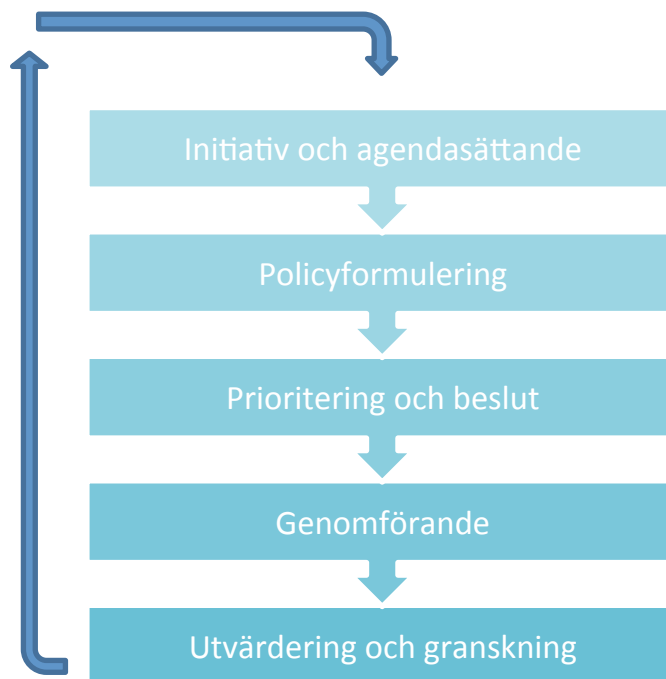 Initiativ och agendasättande
Policyformulering
Prioritering och beslut
Genomförande
Utvärdering och granskning